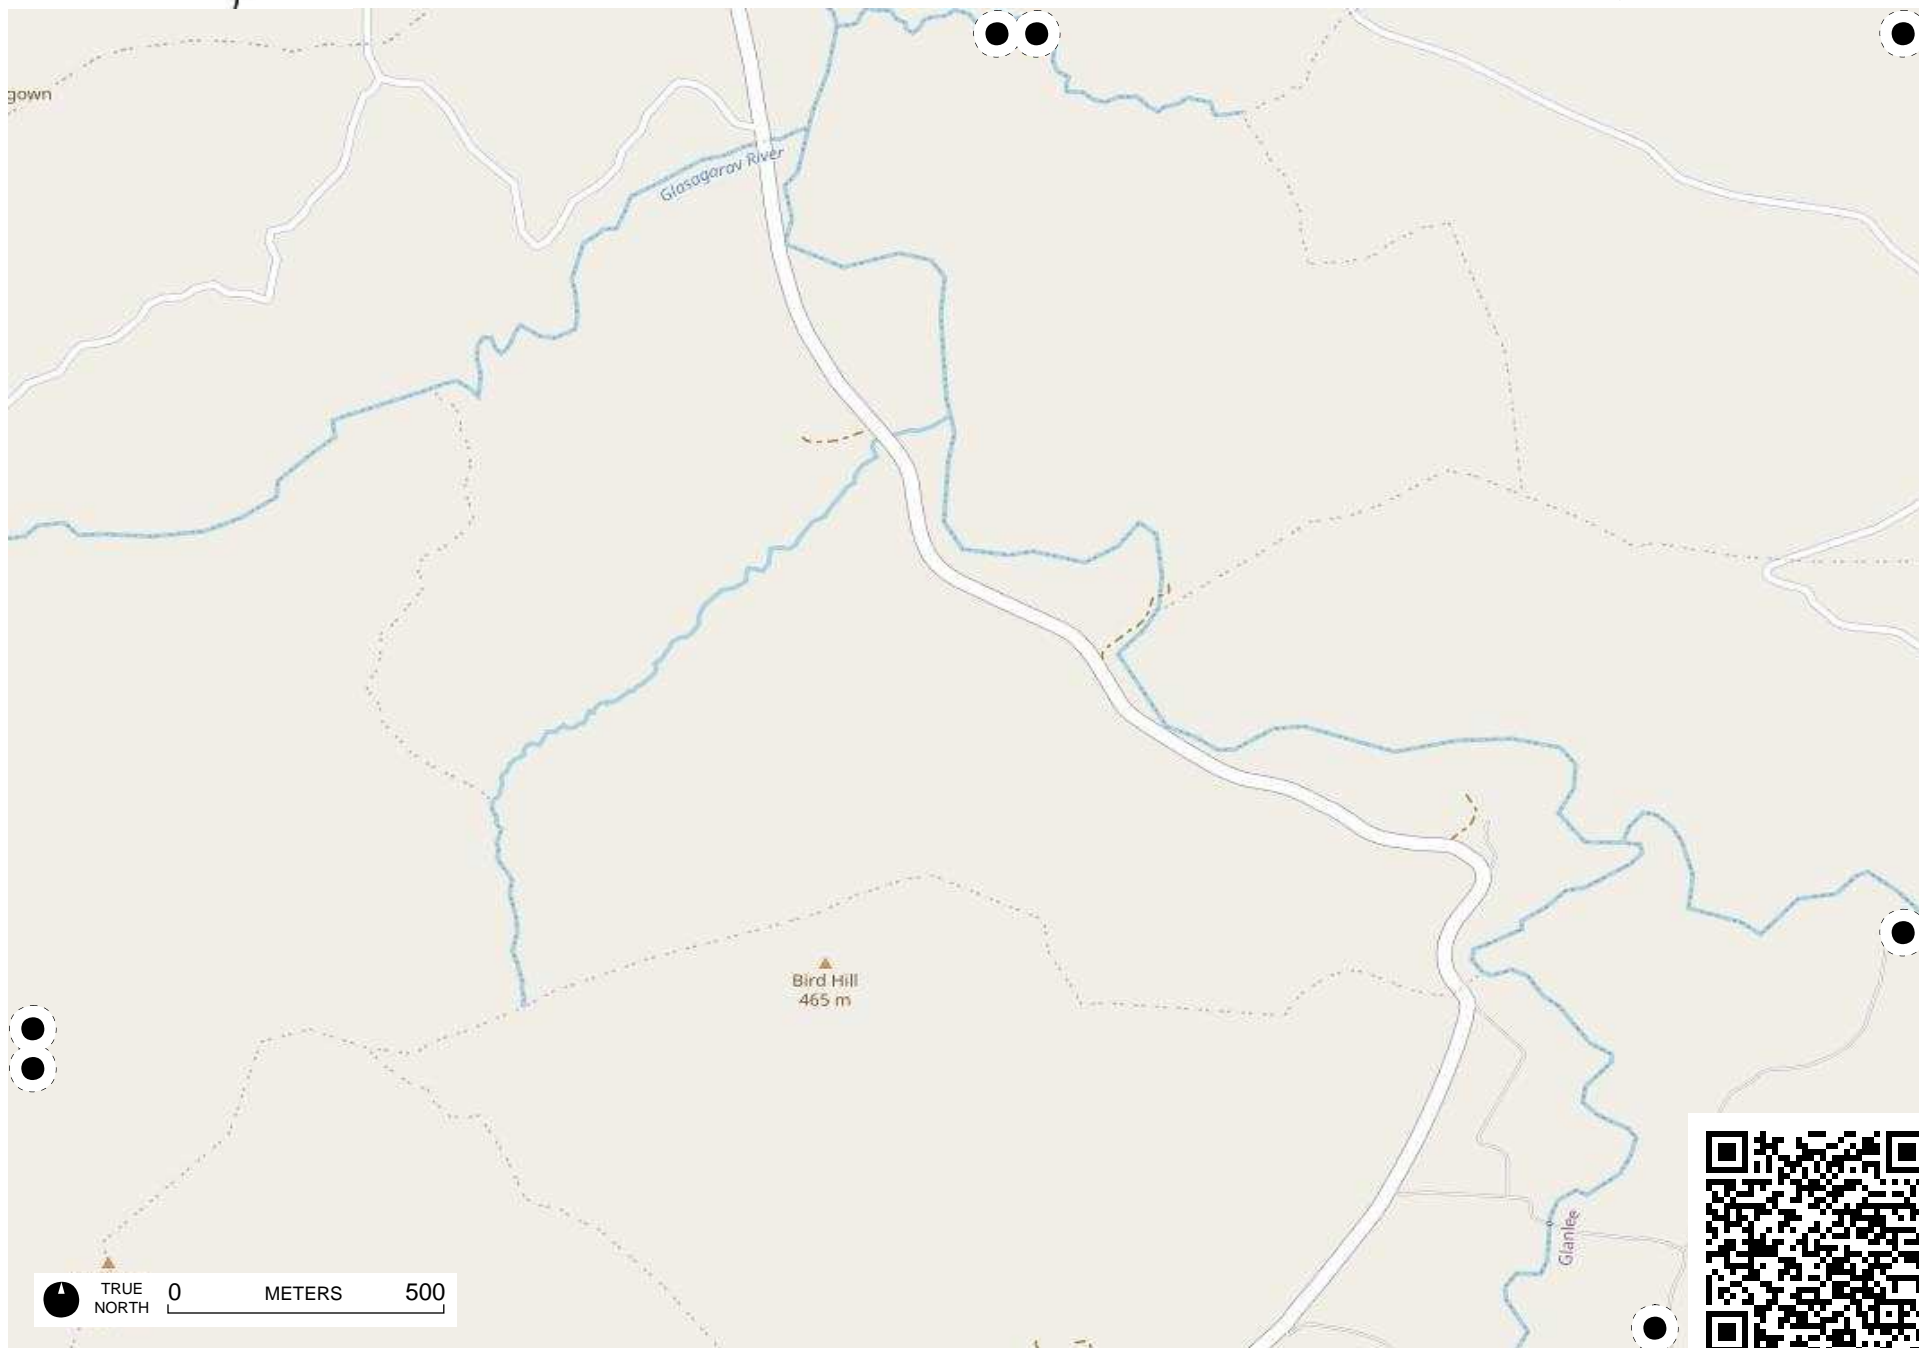 gown
Glasagarav River
Bird Hill
465 m
Glanlee
TRUE
NORTH
0 METERS 500